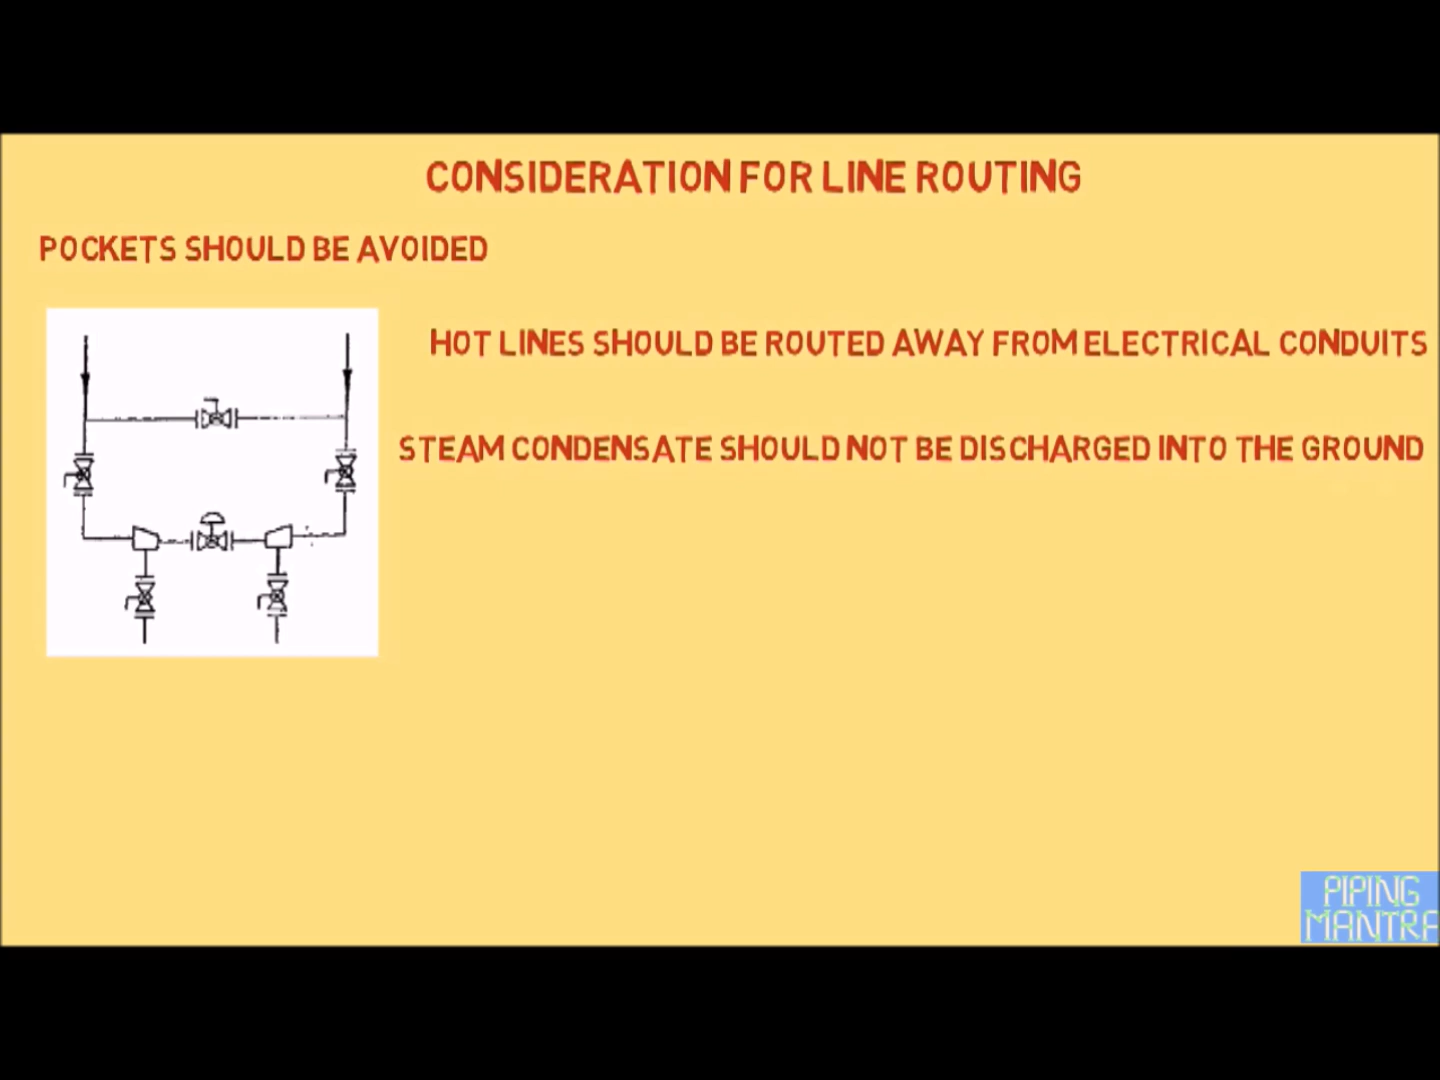 CONSIDERATION FOR LINE ROUTING
POCKETS SHOULD BE AVOIDED
HOT LINES SHOULD BE ROUTED AWAY FROM ELECTRICAL CONDUITS
STEAM CONDENSATE SHOULD NOT BE DISCHARGED INTO THE GROUND
PIPING
MANTRA